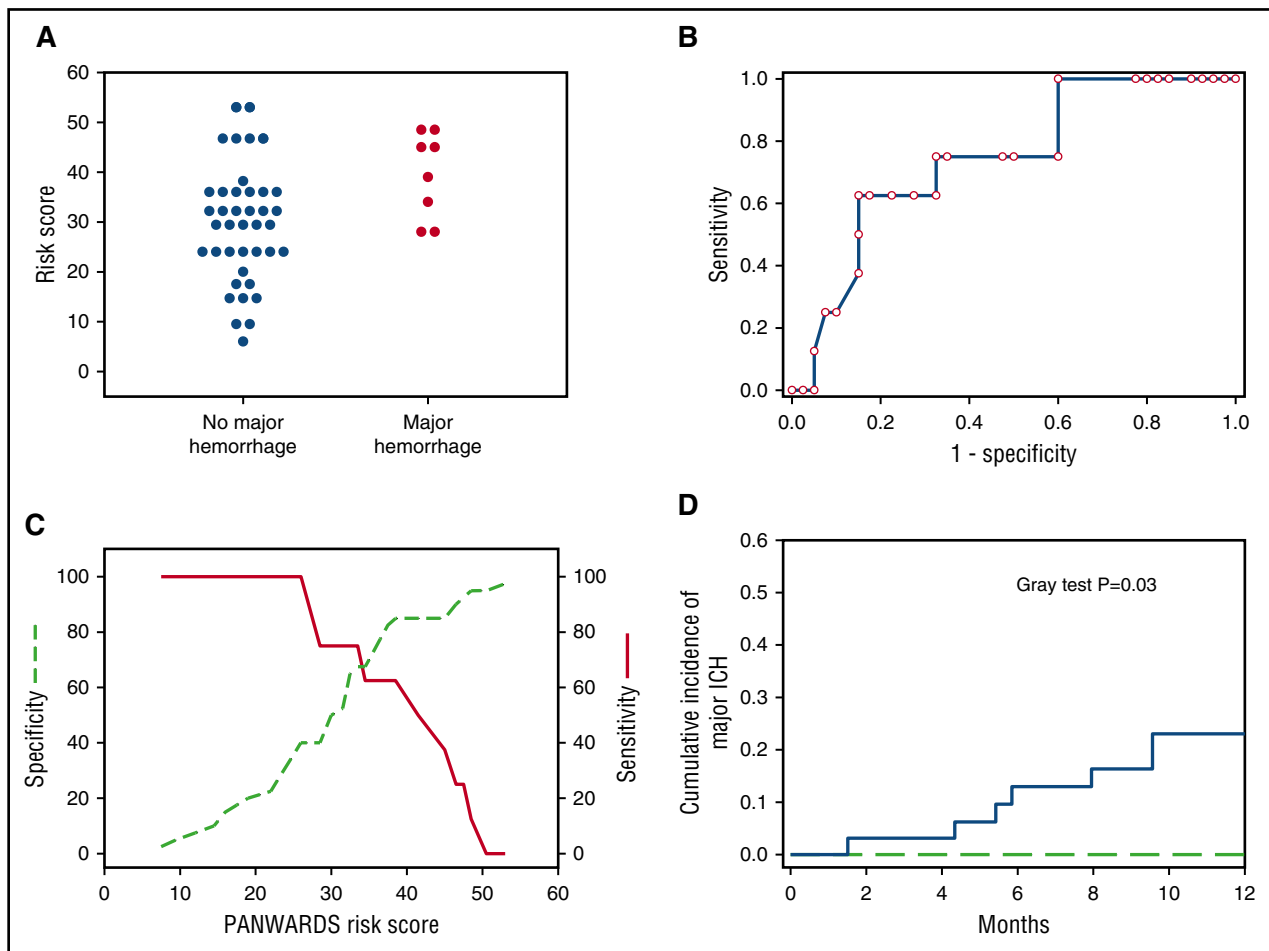 A
60
50
40
30
20
10
0
Risk score
No major
hemorrhage
Major
hemorrhage
B
1.0
0.8
0.6
0.4
0.2
0.0
Sensitivity
0.0 0.2 0.4 0.6 0.8 1.0
1 - specificity
C
100
80
60
40
20
0
Specificity
100
80
60
40
20
0
Sensitivity
0 10 20 30 40 50 60
PANWARDS risk score
D
0.6
0.5
0.4
0.3
0.2
0.1
0.0
Cumulative incidence of
major ICH
Gray test P=0.03
0 2 4 6 8 10 12
Months